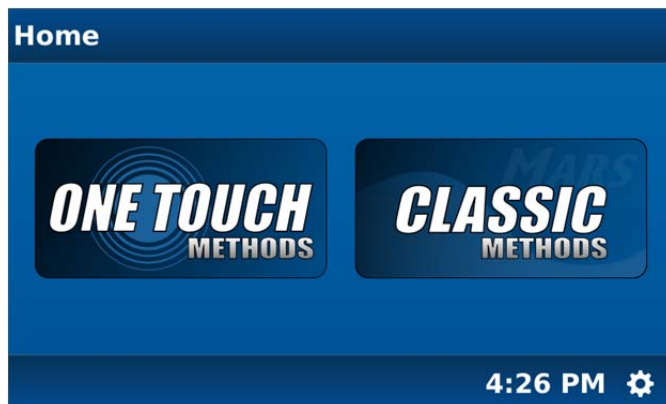 Home
ONE TOUCH
METHODS
MARS
CLASSIC
METHODS
4:26 PM